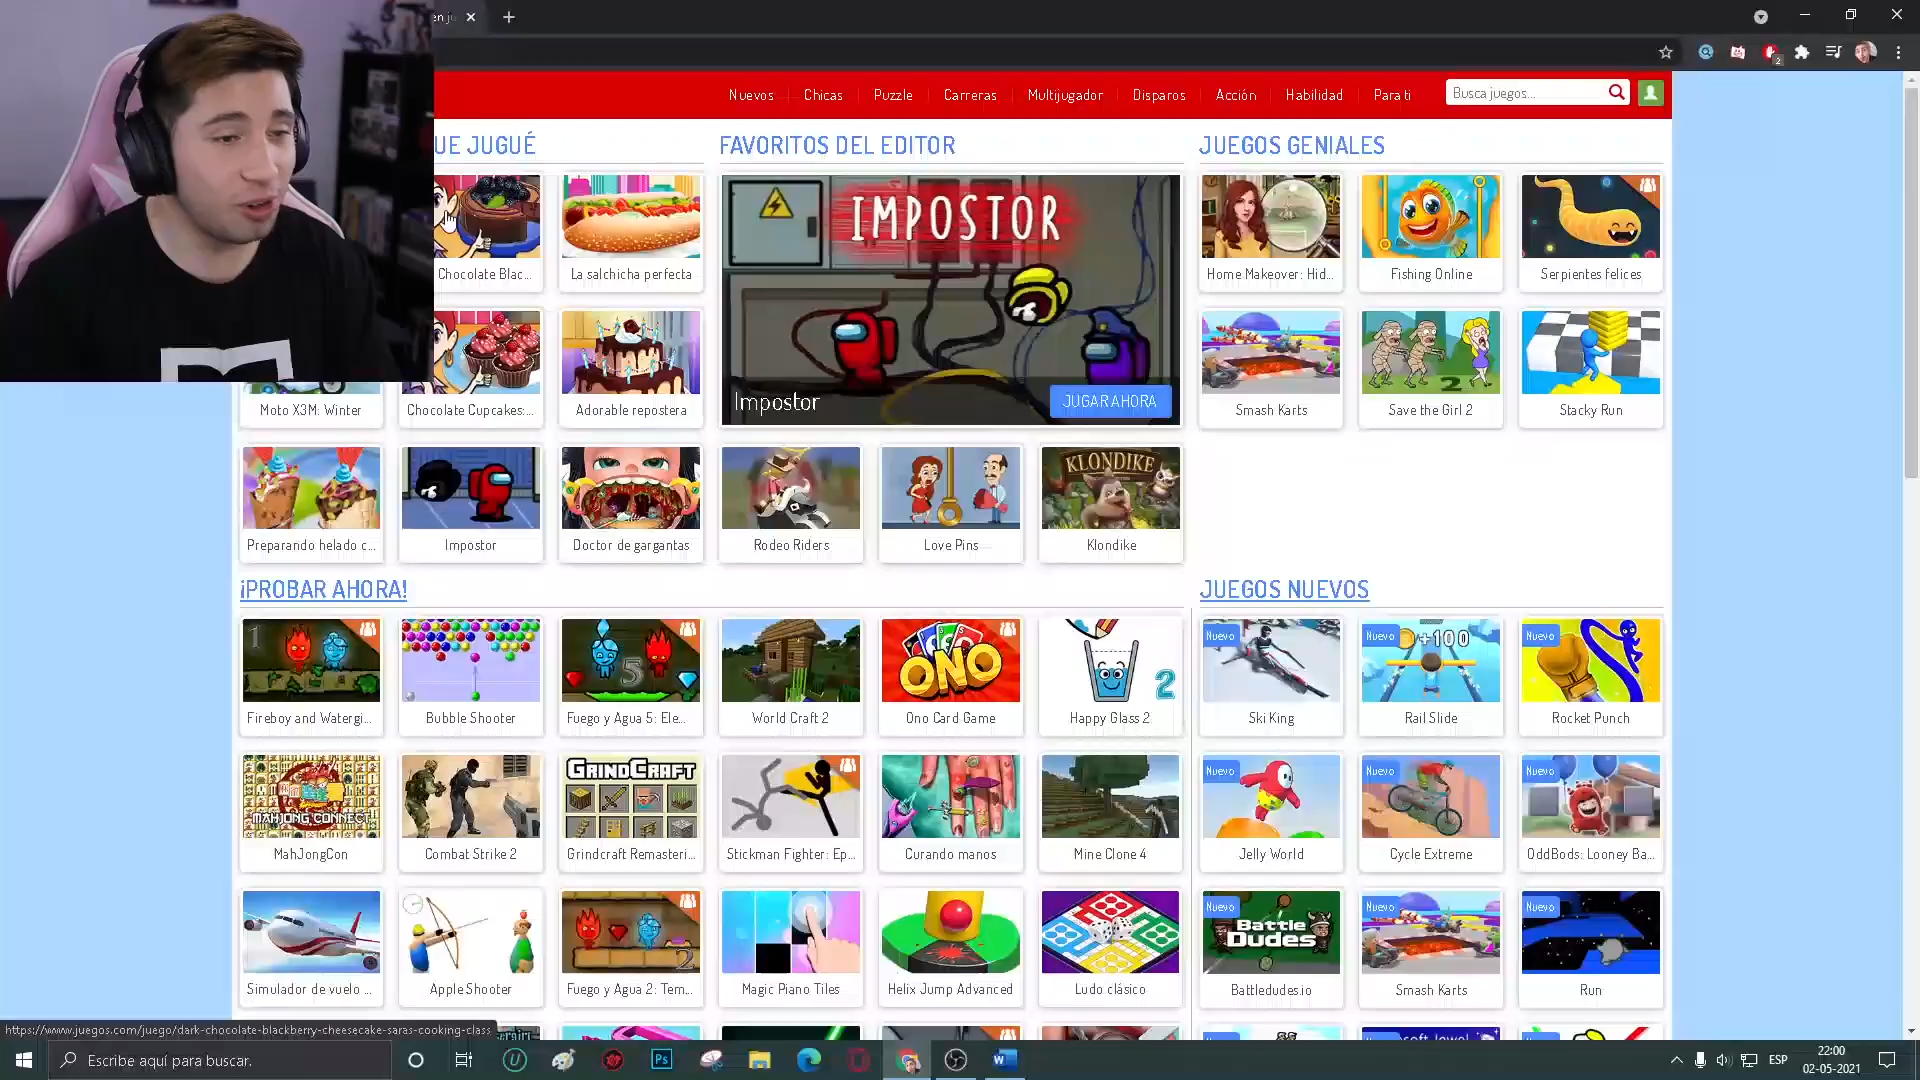 en ju
Nuevos
Chicas
Puzzle
Carreras
Multijugador
Disparos
Acción
Habilidad
Para ti
Busca juegos...
UE JUGUÉ
FAVORITOS DEL EDITOR
JUEGOS GENIALES
IMPOSTOR
Chocolate Blac...
La salchicha perfecta
Home Makeover: Hid...
Fishing Online
Serpientes felices
2
Impostor
JUGAR AHORA
Moto X3M: Winter
Chocolate Cupcakes:...
Adorable repostera
Smash Karts
Save the Girl 2
Stacky Run
KLONDIKE
Preparando helado c...
Impostor
Doctor de gargantas
Rodeo Riders
Love Pins
Klondike
¡PROBAR AHORA!
JUEGOS NUEVOS
1
5
ONO
2
Nuevo
Nuevo
+100
Nuevo
Fireboy and Watergi...
Bubble Shooter
Fuego y Agua 5: Ele...
World Craft 2
Ono Card Game
Happy Glass 2
Ski King
Rail Slide
Rocket Punch
MAHJONG CONNECT
GRINDCRAFT
Nuevo
Nuevo
Nuevo
MahJongCon
Combat Strike 2
Grindcraft Remasteri...
Stickman Fighter: Ep...
Curando manos
Mine Clone 4
Jelly World
Cycle Extreme
OddBods: Looney Ba...
2
Nuevo
Battle
Dudes
Nuevo
Nuevo
Simulador de vuelo ...
Apple Shooter
Fuego y Agua 2: Tem...
Magic Piano Tiles
Helix Jump Advanced
Ludo clásico
Battledudes.io
Smash Karts
Run
https://www.juegos.com/juego/dark-chocolate-blackberry-cheesecake-saras-cooking-class
Escribe aquí para buscar.
Ps
ESP
22:00
02-05-2021